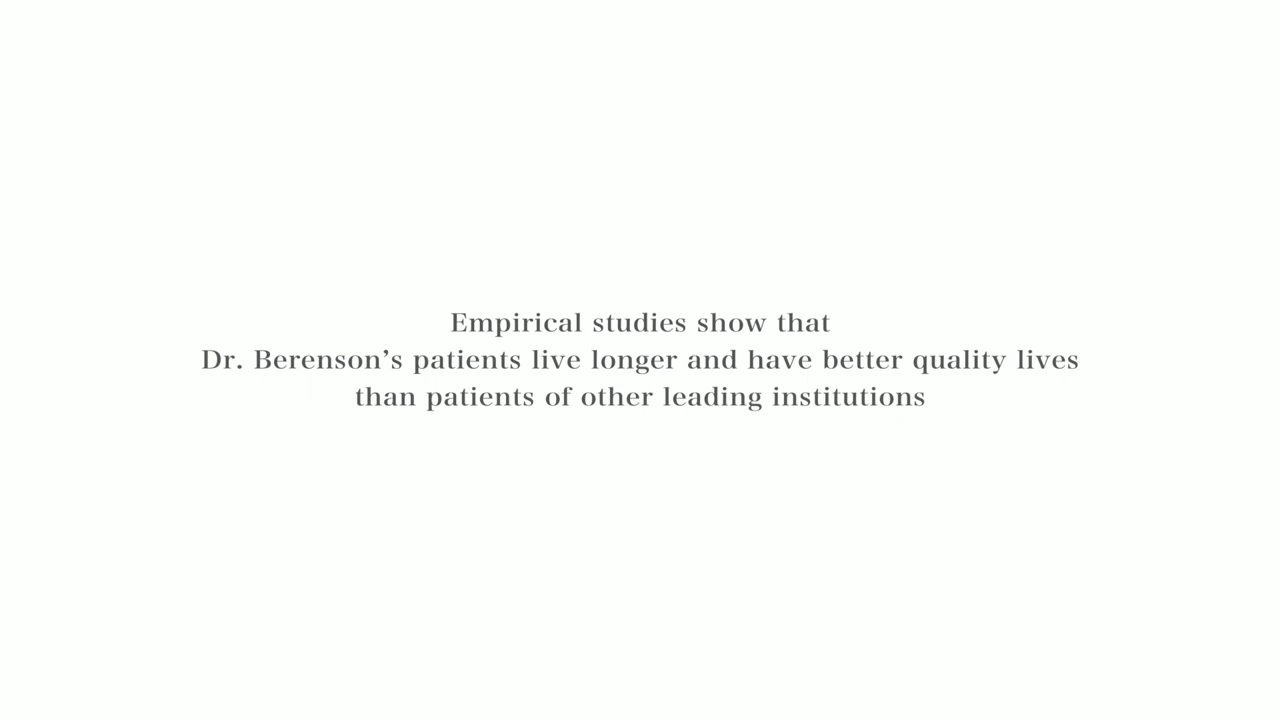 Empirical studies show that
Dr. Berenson’s patients live longer and have better quality lives
than patients of other leading institutions